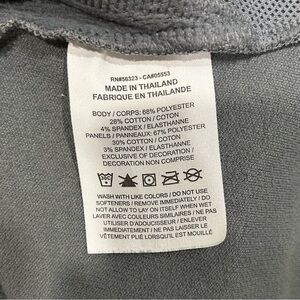 RN#56323 - CA#05553
MADE IN THAILAND
FABRIQUE EN THAILANDE
BODY / CORPS: 68% POLYESTER
28% COTTON / COTON
4% SPANDEX / ELASTHANNE
PANELS / PANNEAUX: 67% POLYESTER
30% COTTON / COTON
3% SPANDEX / ELASTHANNE
EXCLUSIVE OF DECORATION /
DECORATION NON COMPRISE
WASH WITH LIKE COLORS / DO NOT USE
SOFTENERS / REMOVE IMMEDIATELY / DO
NOT ALLOW TO LAY ON ITSELF WHEN WET
LAVER AVEC COULEURS SIMILAIRES / NE PAS
UTILISER D'ADOUCISSEUR / ENLEVER
IMMEDIATEMENT / NE PAS LAISSER LE
VÊTEMENT PLIÉ LORSQU'IL EST MOUILLÉ